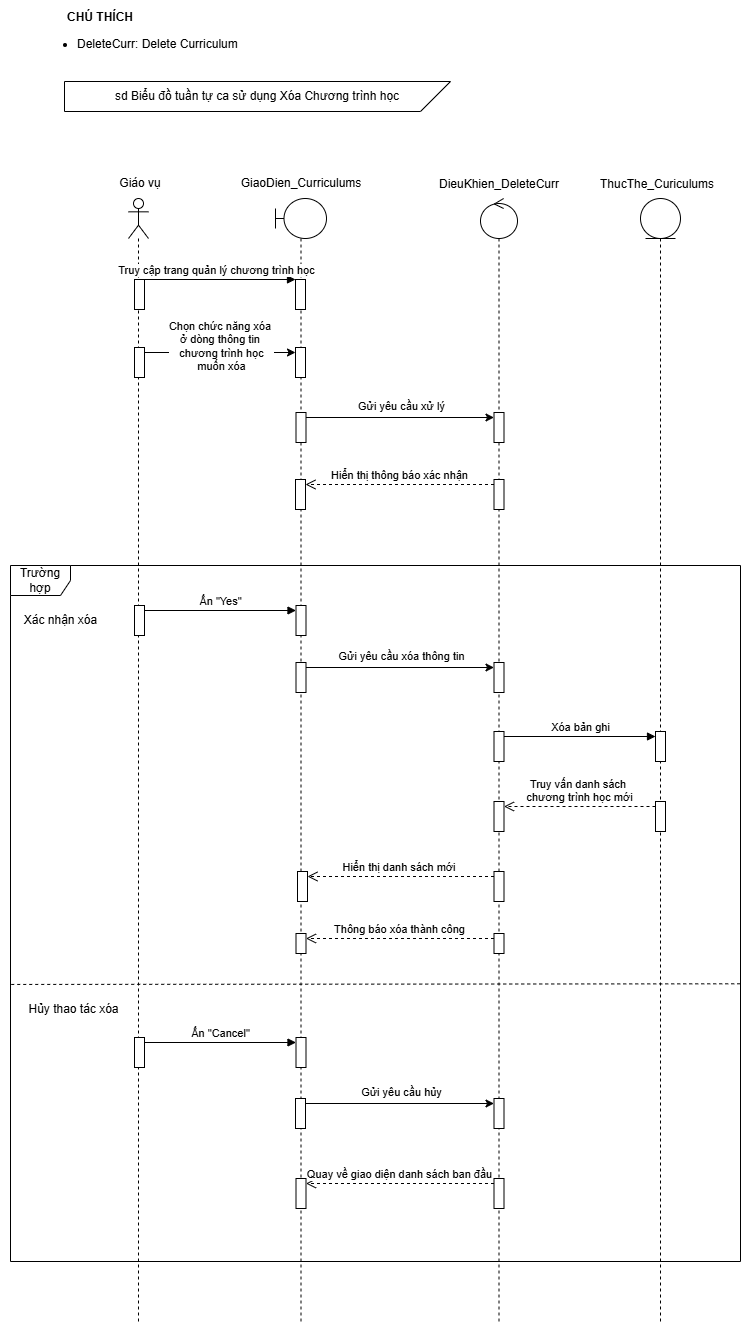 CHÚ THÍCH
DeleteCurr: Delete Curriculum
sd Biểu đồ tuần tự ca sử dụng Xóa Chương trình học
Giáo vụ
GiaoDien_Curriculums
DieuKhien_DeleteCurr
ThucThe_Curiculums
Truy cập trang quản lý chương trình học
Chọn chức năng xóa
ở dòng thông tin
chương trình học
muốn xóa
Gửi yêu cầu xử lý
Hiển thị thông báo xác nhận
Trường
hợp
Xác nhận xóa
Ấn "Yes"
Gửi yêu cầu xóa thông tin
Xóa bản ghi
Truy vấn danh sách
chương trình học mới
Hiển thị danh sách mới
Thông báo xóa thành công
Hủy thao tác xóa
Ấn "Cancel"
Gửi yêu cầu hủy
Quay về giao diện danh sách ban đầu